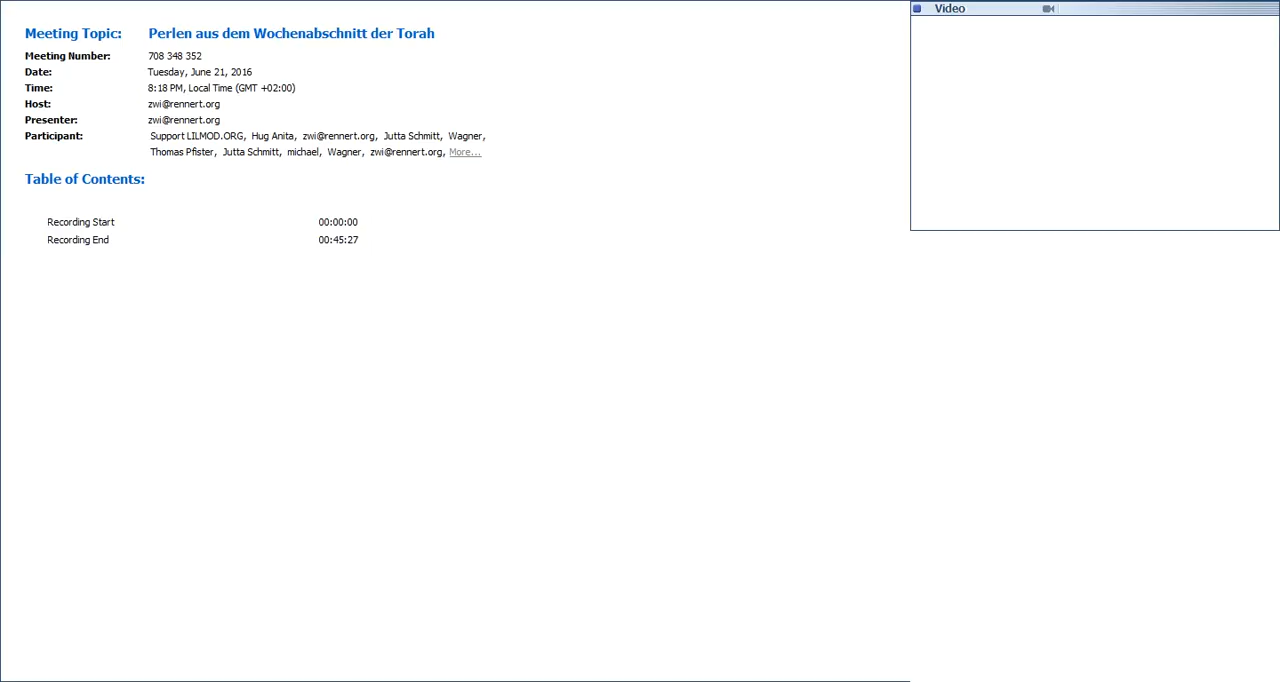 Meeting Topic: Perlen aus dem Wochenabschnitt der Torah
Meeting Number: 708 348 352
Date: Tuesday, June 21, 2016
Time: 8:18 PM, Local Time (GMT +02:00)
Host: zwi@rennert.org
Presenter: zwi@rennert.org
Participant: Support LILMOD.ORG, Hug Anita, zwi@rennert.org, Jutta Schmitt, Wagner,
Thomas Pfister, Jutta Schmitt, michael, Wagner, zwi@rennert.org, More...
Table of Contents:
Recording Start 00:00:00
Recording End 00:45:27
Video